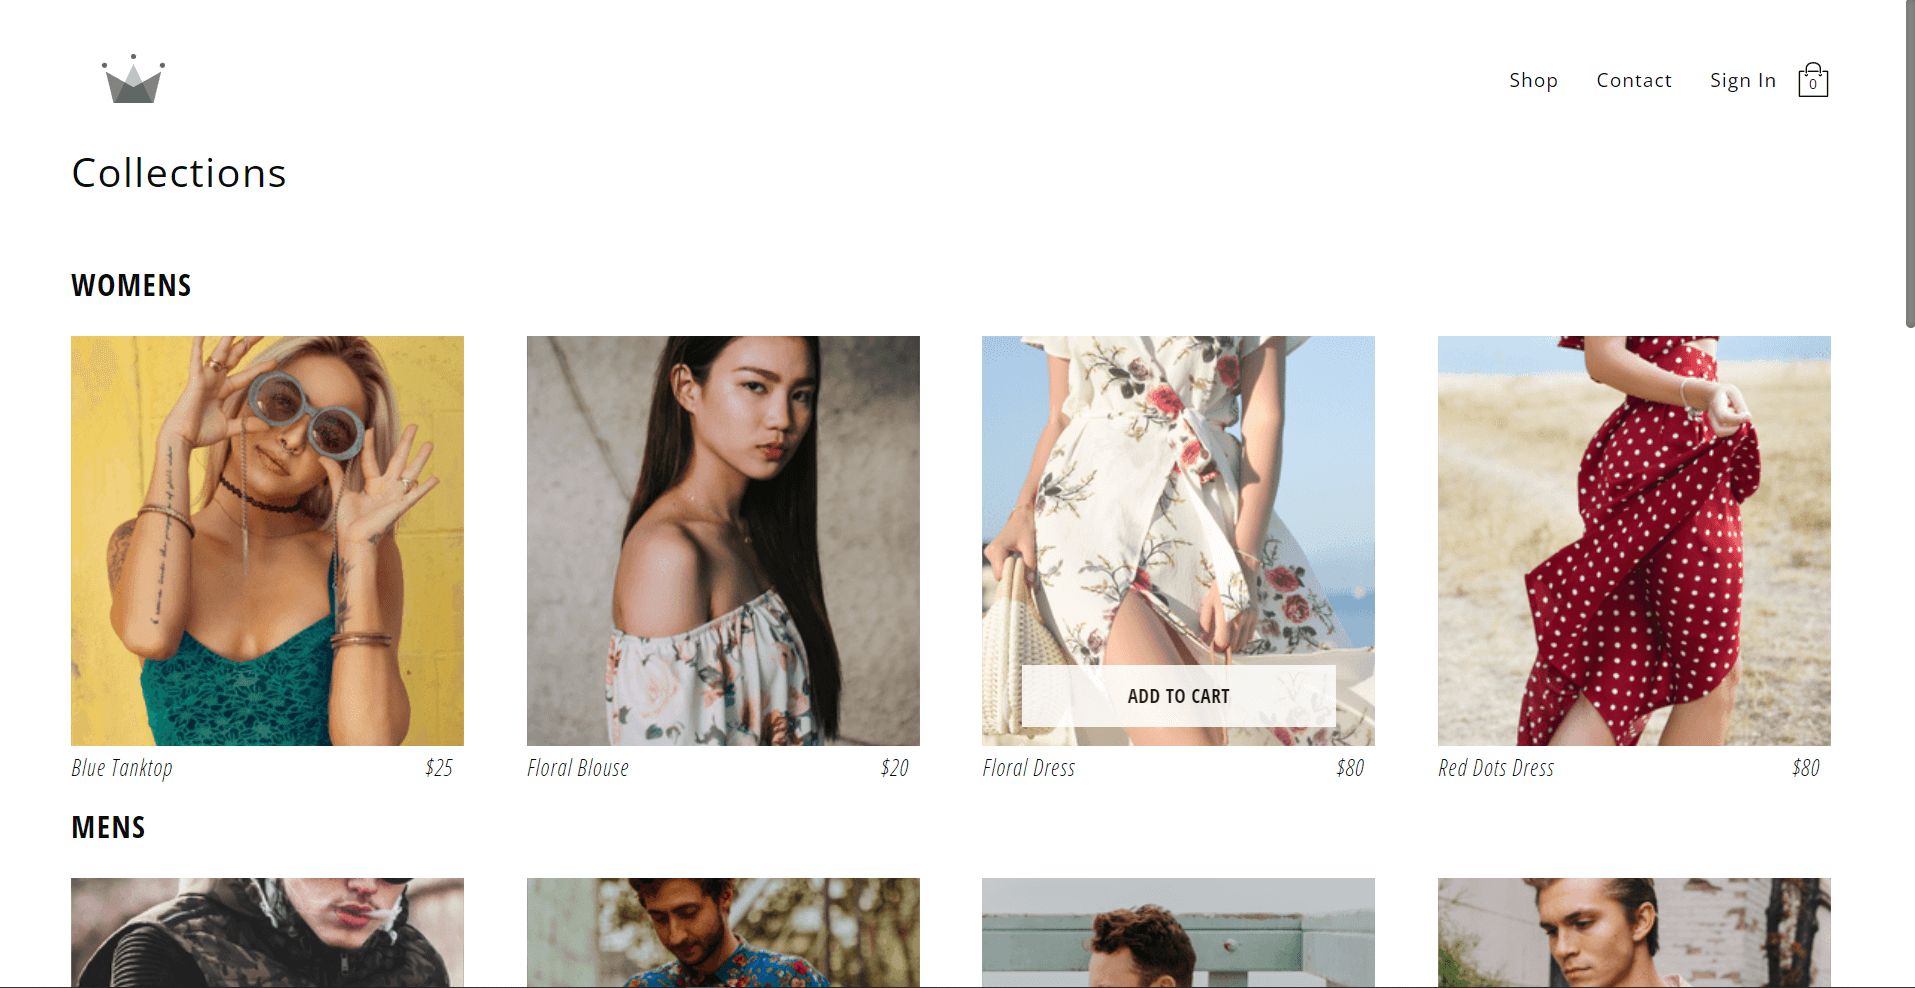 Shop Contact Sign In 0
Collections
WOMENS
ADD TO CART
Blue Tanktop $25
Floral Blouse $20
Floral Dress $80
Red Dots Dress $80
MENS